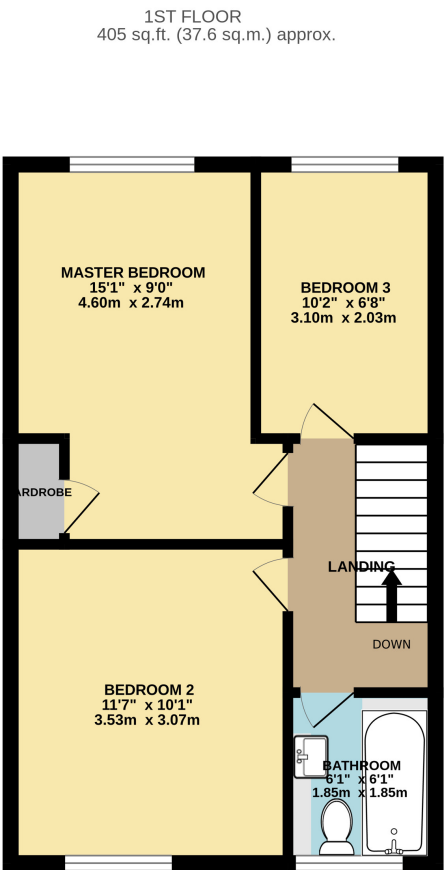 1ST FLOOR
405 sq.ft. (37.6 sq.m.) approx.
MASTER BEDROOM
15'1" x 9'0"
4.60m x 2.74m
BEDROOM 3
10'2" x 6'8"
3.10m x 2.03m
ARDROBE
LANDING
DOWN
BEDROOM 2
11'7" x 10'1"
3.53m x 3.07m
BATHROOM
6'1" x 6'1"
1.85m x 1.85m